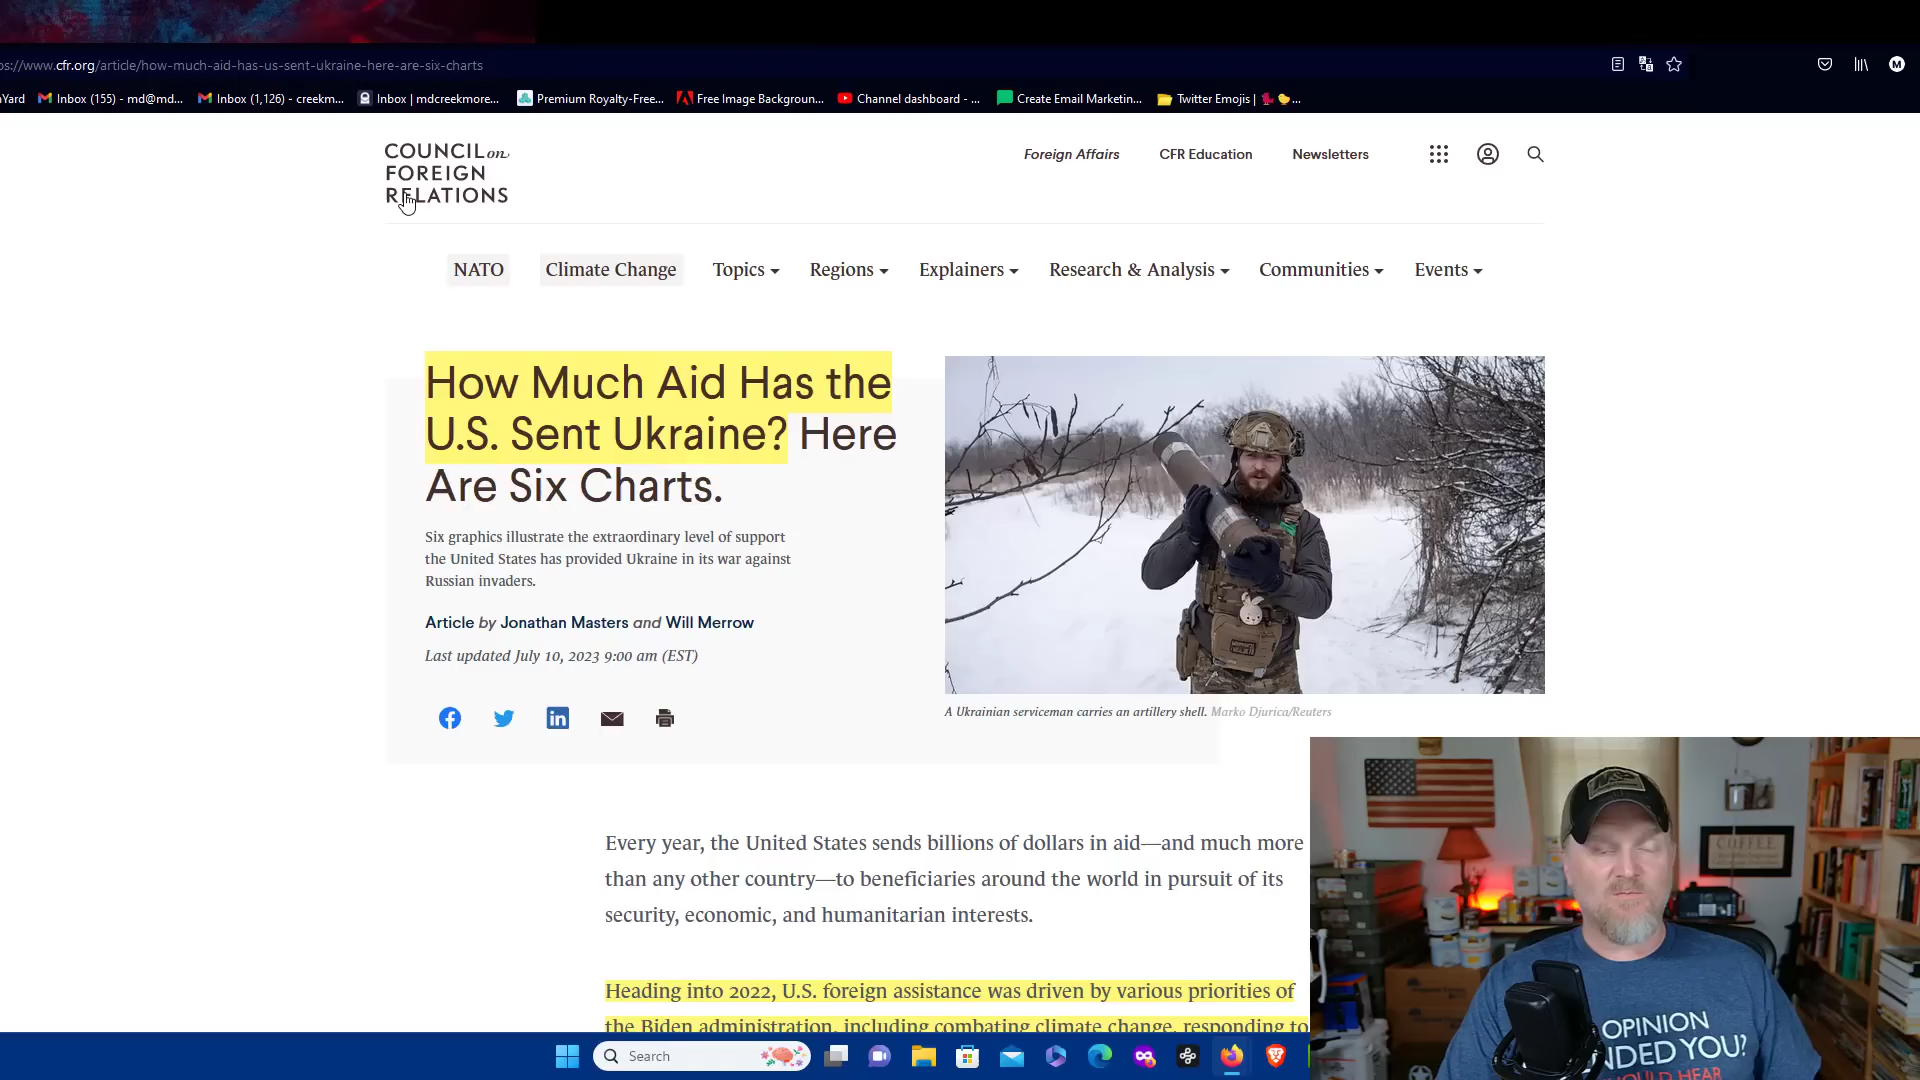 ps://www.cfr.org/article/how-much-aid-has-us-sent-ukraine-here-are-six-charts
Yard
Inbox (155) - md@md...
Inbox (1,126) - creekm...
Inbox | mdcreekmore...
Premium Royalty-Free...
Free Image Backgroun...
Channel dashboard - ...
Create Email Marketin...
Twitter Emojis | 💃🐤...
M
COUNCIL on
FOREIGN
RELATIONS
Foreign Affairs
CFR Education
Newsletters
NATO
Climate Change
Topics
Regions
Explainers
Research & Analysis
Communities
Events
How Much Aid Has the
U.S. Sent Ukraine? Here
Are Six Charts.
Six graphics illustrate the extraordinary level of support
the United States has provided Ukraine in its war against
Russian invaders.
Article by Jonathan Masters and Will Merrow
Last updated July 10, 2023 9:00 am (EST)
in
A Ukrainian serviceman carries an artillery shell. Marko Djurica/Reuters
Every year, the United States sends billions of dollars in aid—and much more
than any other country—to beneficiaries around the world in pursuit of its
security, economic, and humanitarian interests.
Heading into 2022, U.S. foreign assistance was driven by various priorities of
the Biden administration, including combating climate change, responding to
COFFEE
OPINION
NDED YOU?
OULD HEAR
Search